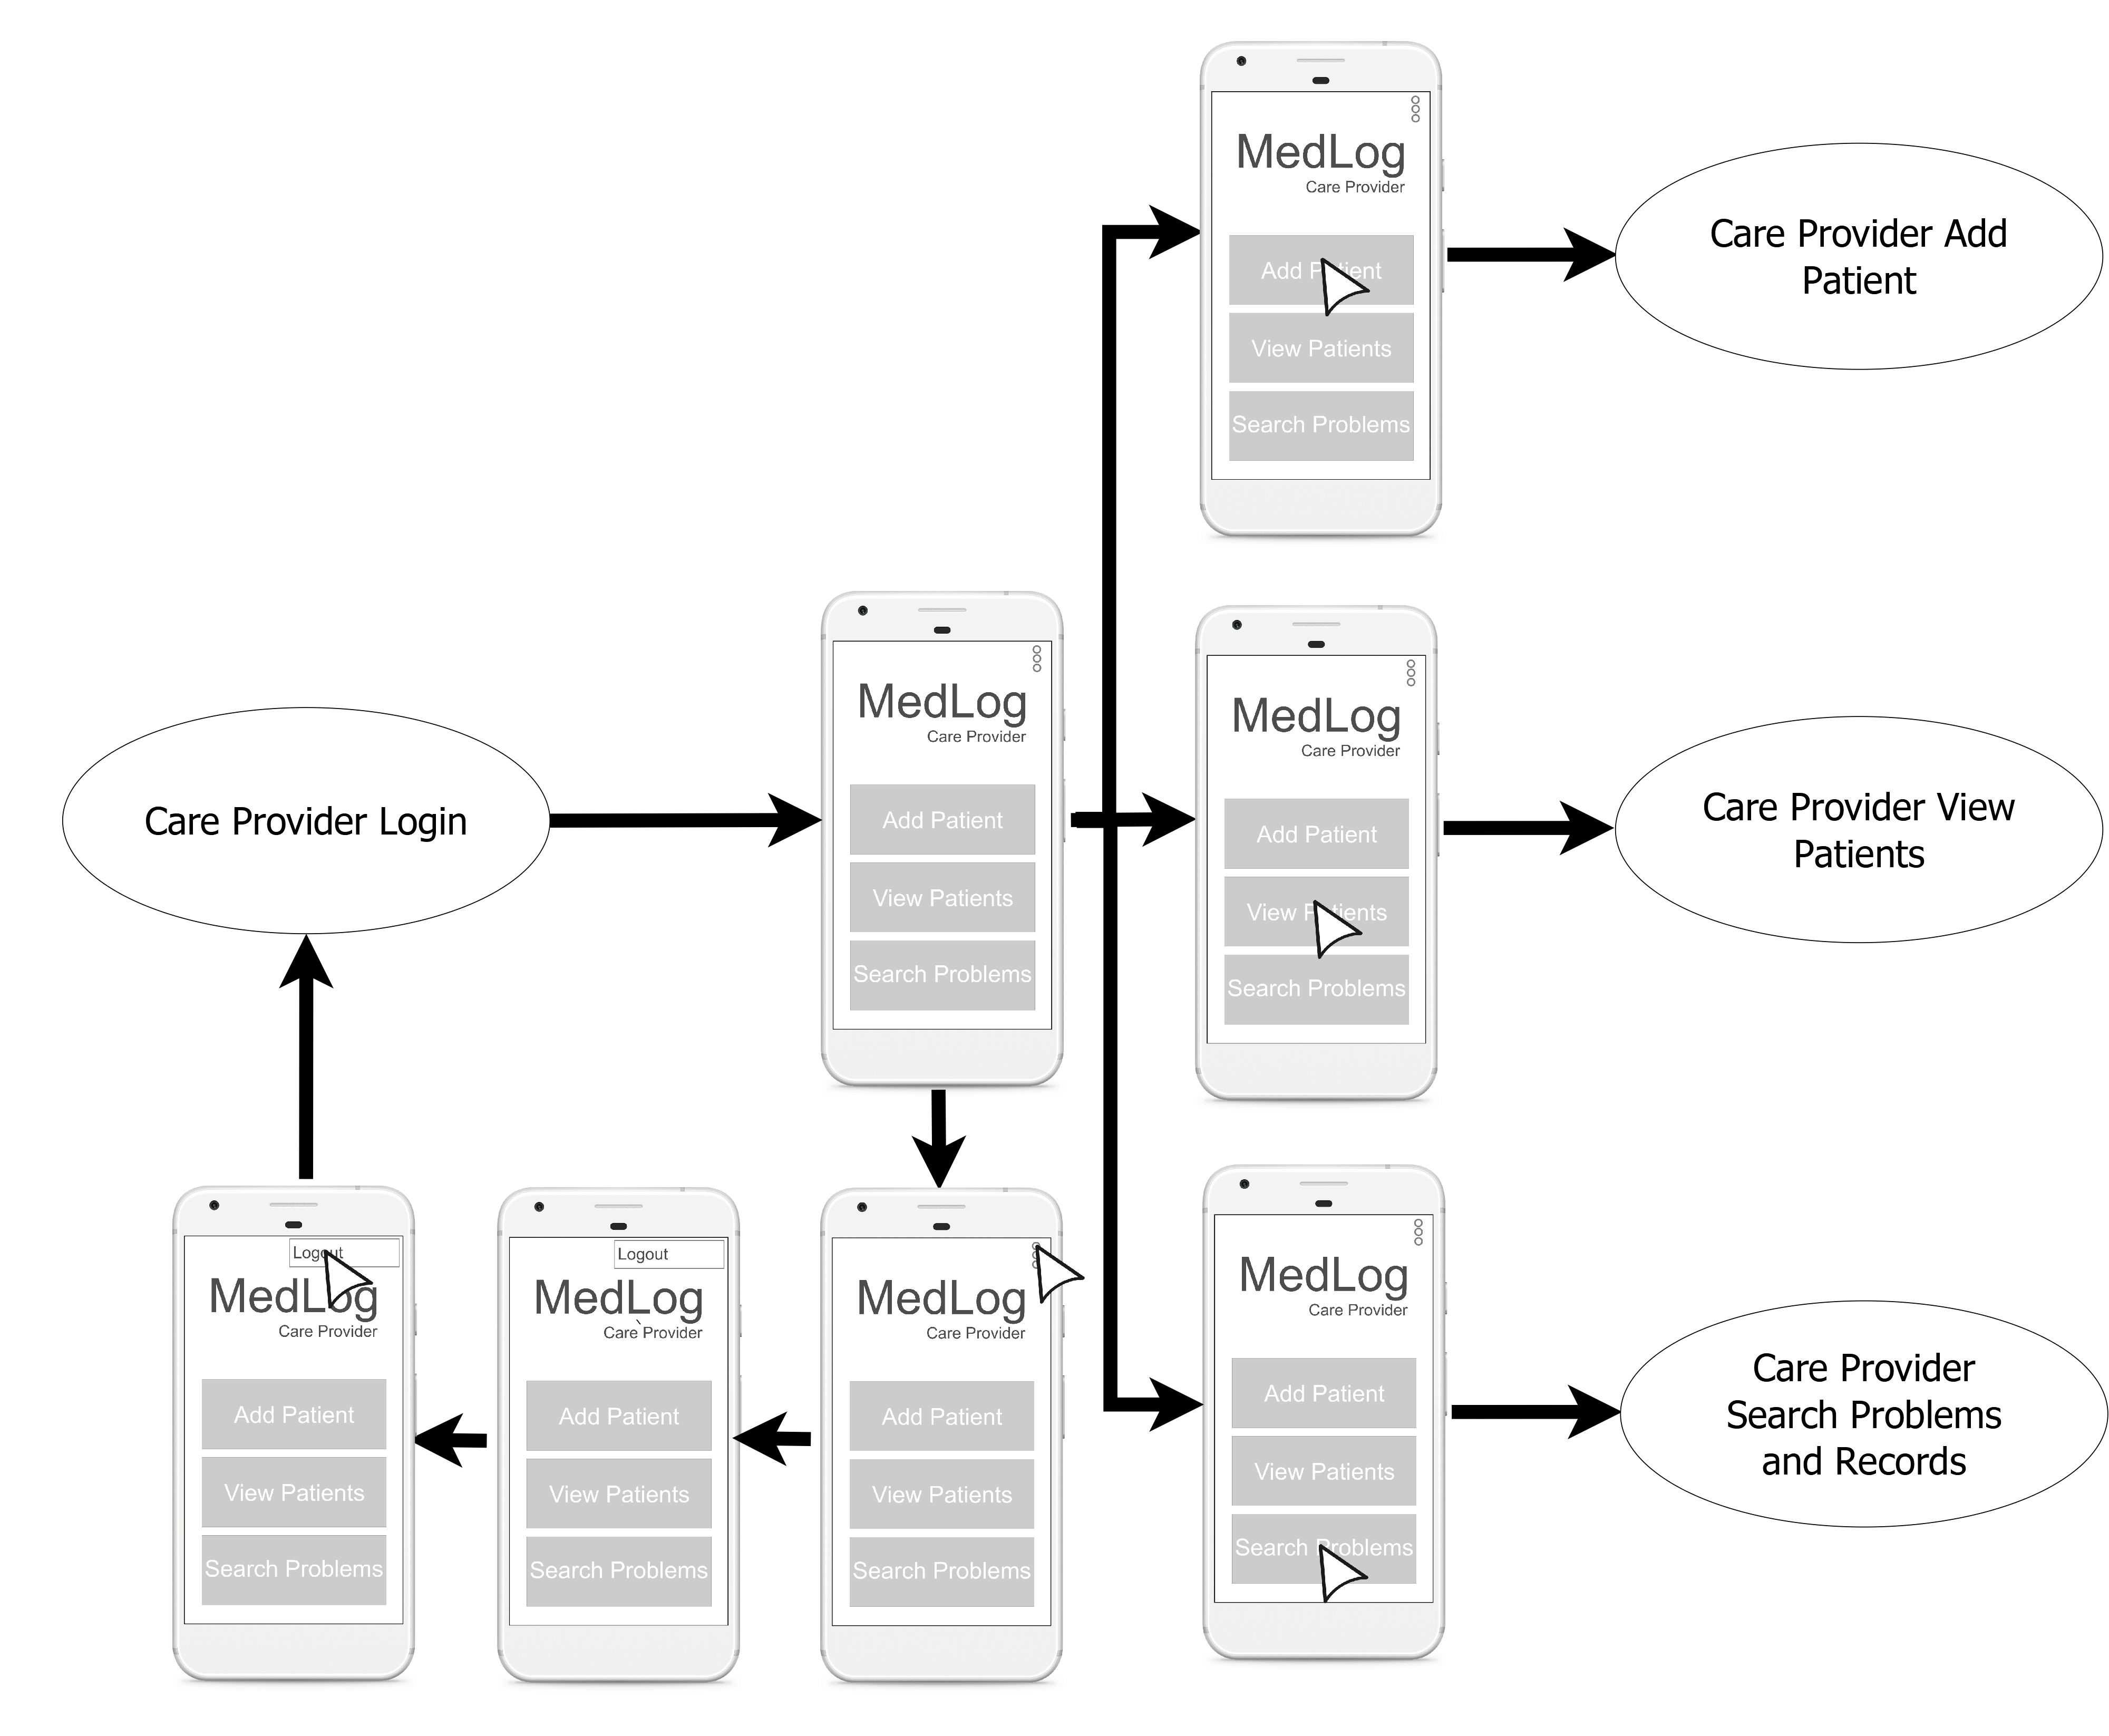 MedLog
Care Provider
Add Patient
View Patients
Search Problems
Care Provider Add
Patient
Care Provider Login
MedLog
Care Provider
Add Patient
View Patients
Search Problems
MedLog
Care Provider
Add Patient
View Patients
Search Problems
Care Provider View
Patients
Logout
MedLog
Care Provider
Add Patient
View Patients
Search Problems
Logout
MedLog
Care Provider
Add Patient
View Patients
Search Problems
MedLog
Care Provider
Add Patient
View Patients
Search Problems
MedLog
Care Provider
Add Patient
View Patients
Search Problems
Care Provider
Search Problems
and Records